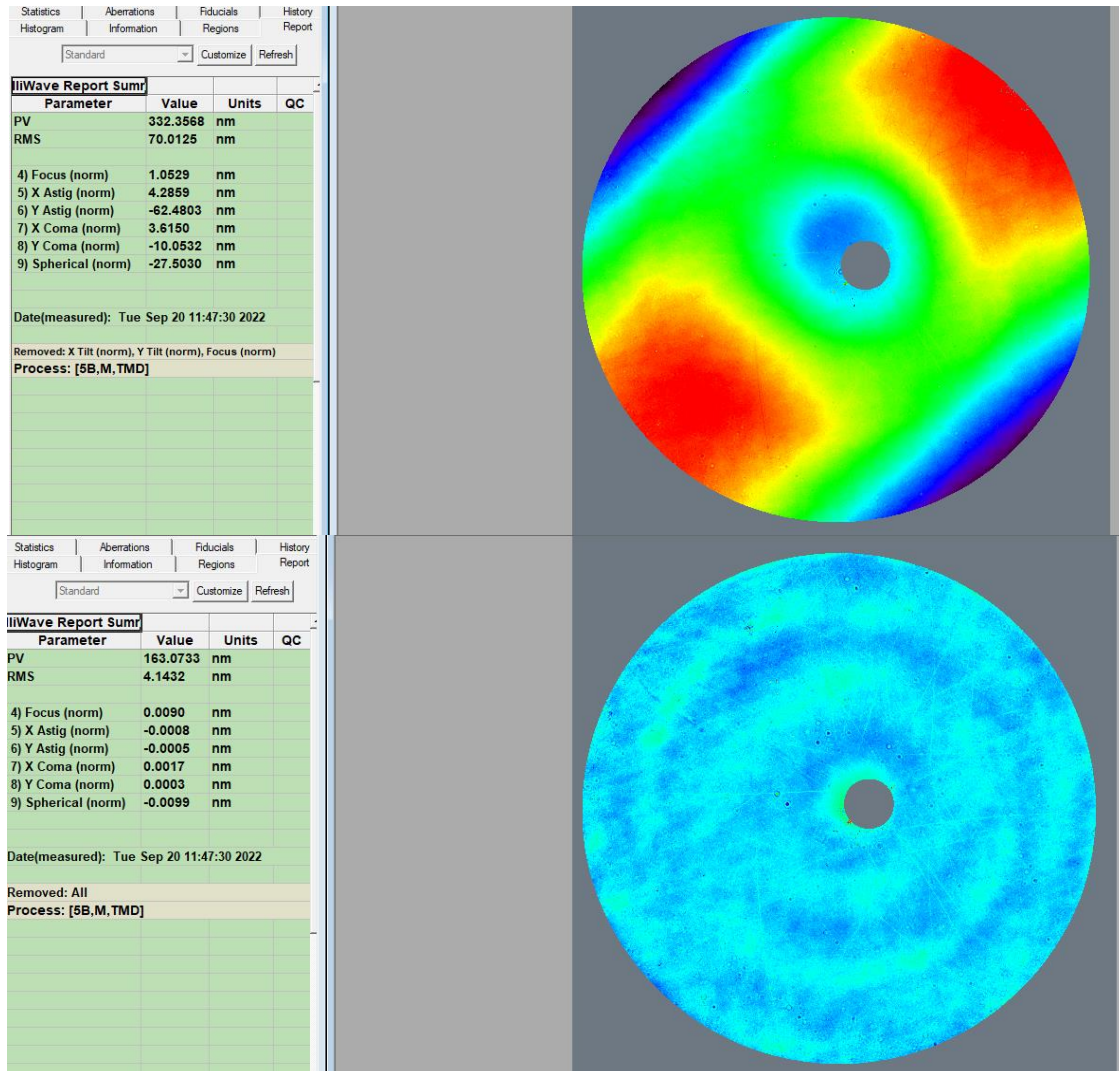 Statistics Aberrations Fiducials History
Histogram Information Regions Report
Standard Customize Refresh
lliWave Report Sumr
Parameter Value Units QC
PV 332.3568 nm
RMS 70.0125 nm
4) Focus (norm) 1.0529 nm
5) X Astig (norm) 4.2859 nm
6) Y Astig (norm) -62.4803 nm
7) X Coma (norm) 3.6150 nm
8) Y Coma (norm) -10.0532 nm
9) Spherical (norm) -27.5030 nm
Date(measured): Tue Sep 20 11:47:30 2022
Removed: X Tilt (norm), Y Tilt (norm), Focus (norm)
Process: [5B,M,TMD]
Statistics Aberrations Fiducials History
Histogram Information Regions Report
Standard Customize Refresh
lliWave Report Sumr
Parameter Value Units QC
PV 163.0733 nm
RMS 4.1432 nm
4) Focus (norm) 0.0090 nm
5) X Astig (norm) -0.0008 nm
6) Y Astig (norm) -0.0005 nm
7) X Coma (norm) 0.0017 nm
8) Y Coma (norm) 0.0003 nm
9) Spherical (norm) -0.0099 nm
Date(measured): Tue Sep 20 11:47:30 2022
Removed: All
Process: [5B,M,TMD]